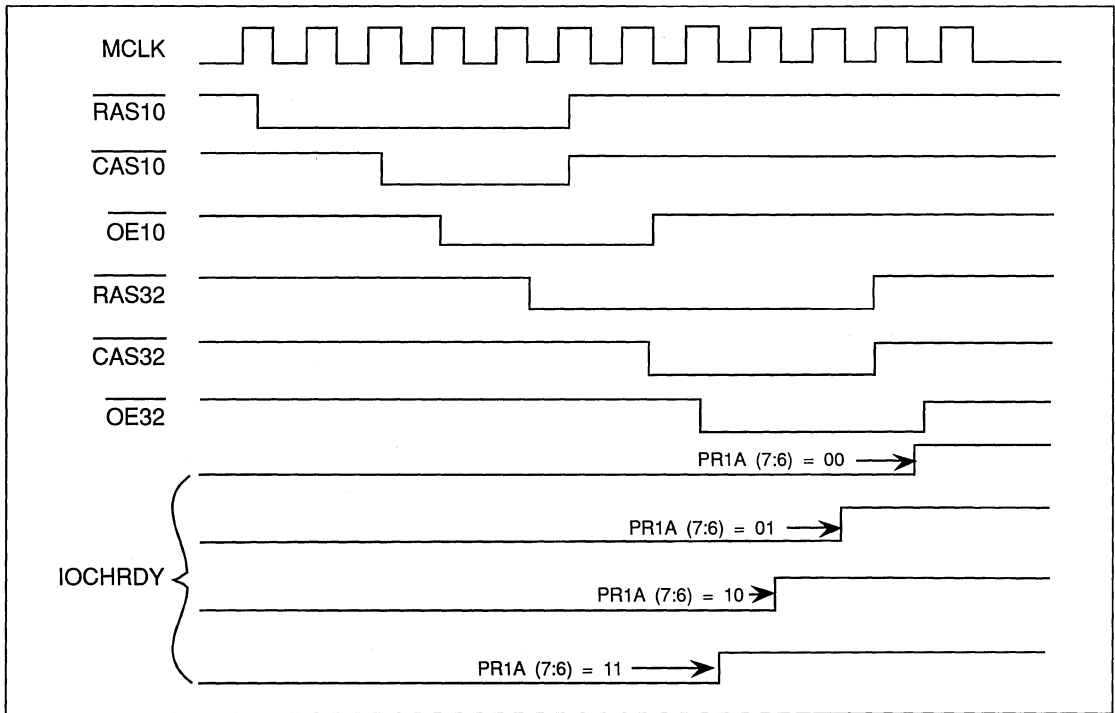 MCLK
RAS10
CAS10
OE10
RAS32
CAS32
OE32
PR1A (7:6) = 00
PR1A (7:6) = 01
IOCHRDY
PR1A (7:6) = 10
PR1A (7:6) = 11